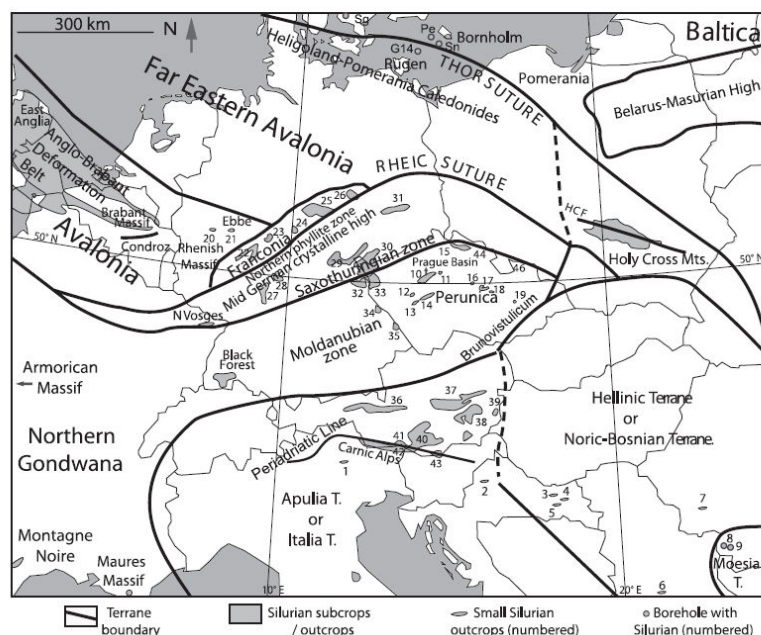 300 km
N
Sg
Pe
Bornholm
G14
Sn
Rugen
Baltica
Heligoland-Pomerania Caledonides
THOR SUTURE
Pomerania
Belarus-Masurian High
Far Eastern Avalonia
East
Anglia
Anglo-Brabant
Deformation
Belt
Brabant
Massif
RHEIC SUTURE
HCF
Holy Cross Mts.
50° N
Condroz
Avalonia
Ebbe
20
21
Rhenish
Massif
22
23
24
25
26
31
Franconia
Northern phyllite zone
Mid German crystalline high
Saxothuringian zone
27
28
29
30
32
33
34
35
15
44
Prague Basin
10
11
16
17
18
46
12
13
14
Perunica
19
50° N
N Vosges
Moldanubian
zone
Brunovistulicum
Black
Forest
Armorican
Massif
36
37
39
38
Hellinic Terrane
or
Noric-Bosnian Terrane.
Northern
Gondwana
Periadriatic Line
41
40
42
43
Carnic Alps
1
2
3
4
5
7
Apulia T.
or
Italia T.
8
9
Moesia
T.
Montagne
Noire
Maures
Massif
10° E
20° E
6
Terrane
boundary
Silurian subcrops
/ outcrops
Small Silurian
outcrops (numbered)
Borehole with
Silurian (numbered)